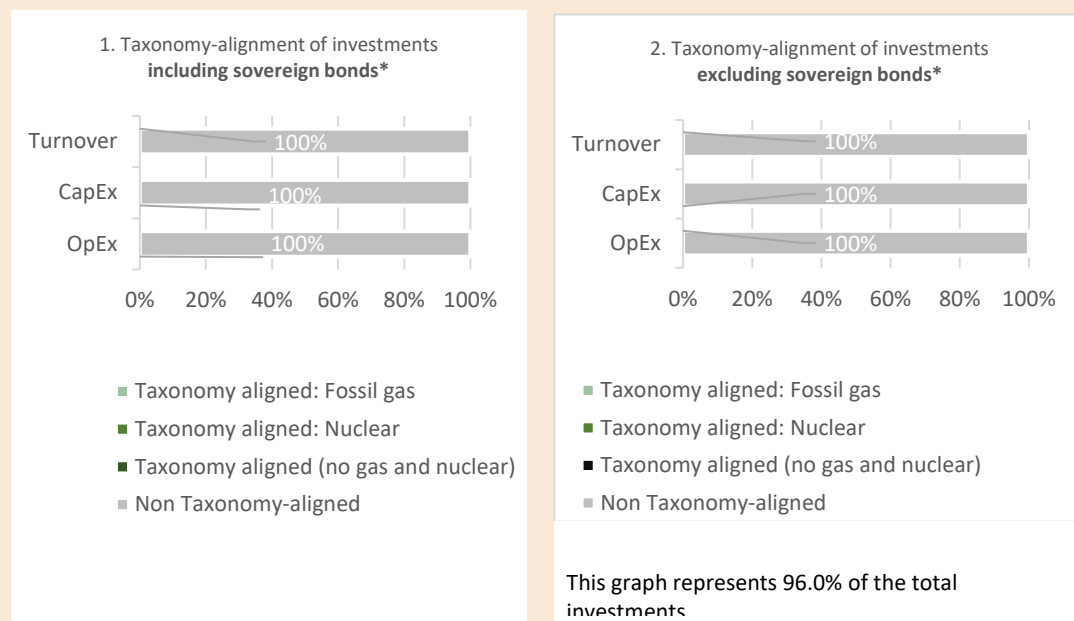 1. Taxonomy-alignment of investments
including sovereign bonds*
Turnover
100%
CapEx
100%
OpEx
100%
0% 20% 40% 60% 80% 100%
Taxonomy aligned: Fossil gas
Taxonomy aligned: Nuclear
Taxonomy aligned (no gas and nuclear)
Non Taxonomy-aligned
2. Taxonomy-alignment of investments
excluding sovereign bonds*
Turnover
100%
CapEx
100%
OpEx
100%
0% 20% 40% 60% 80% 100%
Taxonomy aligned: Fossil gas
Taxonomy aligned: Nuclear
Taxonomy aligned (no gas and nuclear)
Non Taxonomy-aligned
This graph represents 96.0% of the total
investments